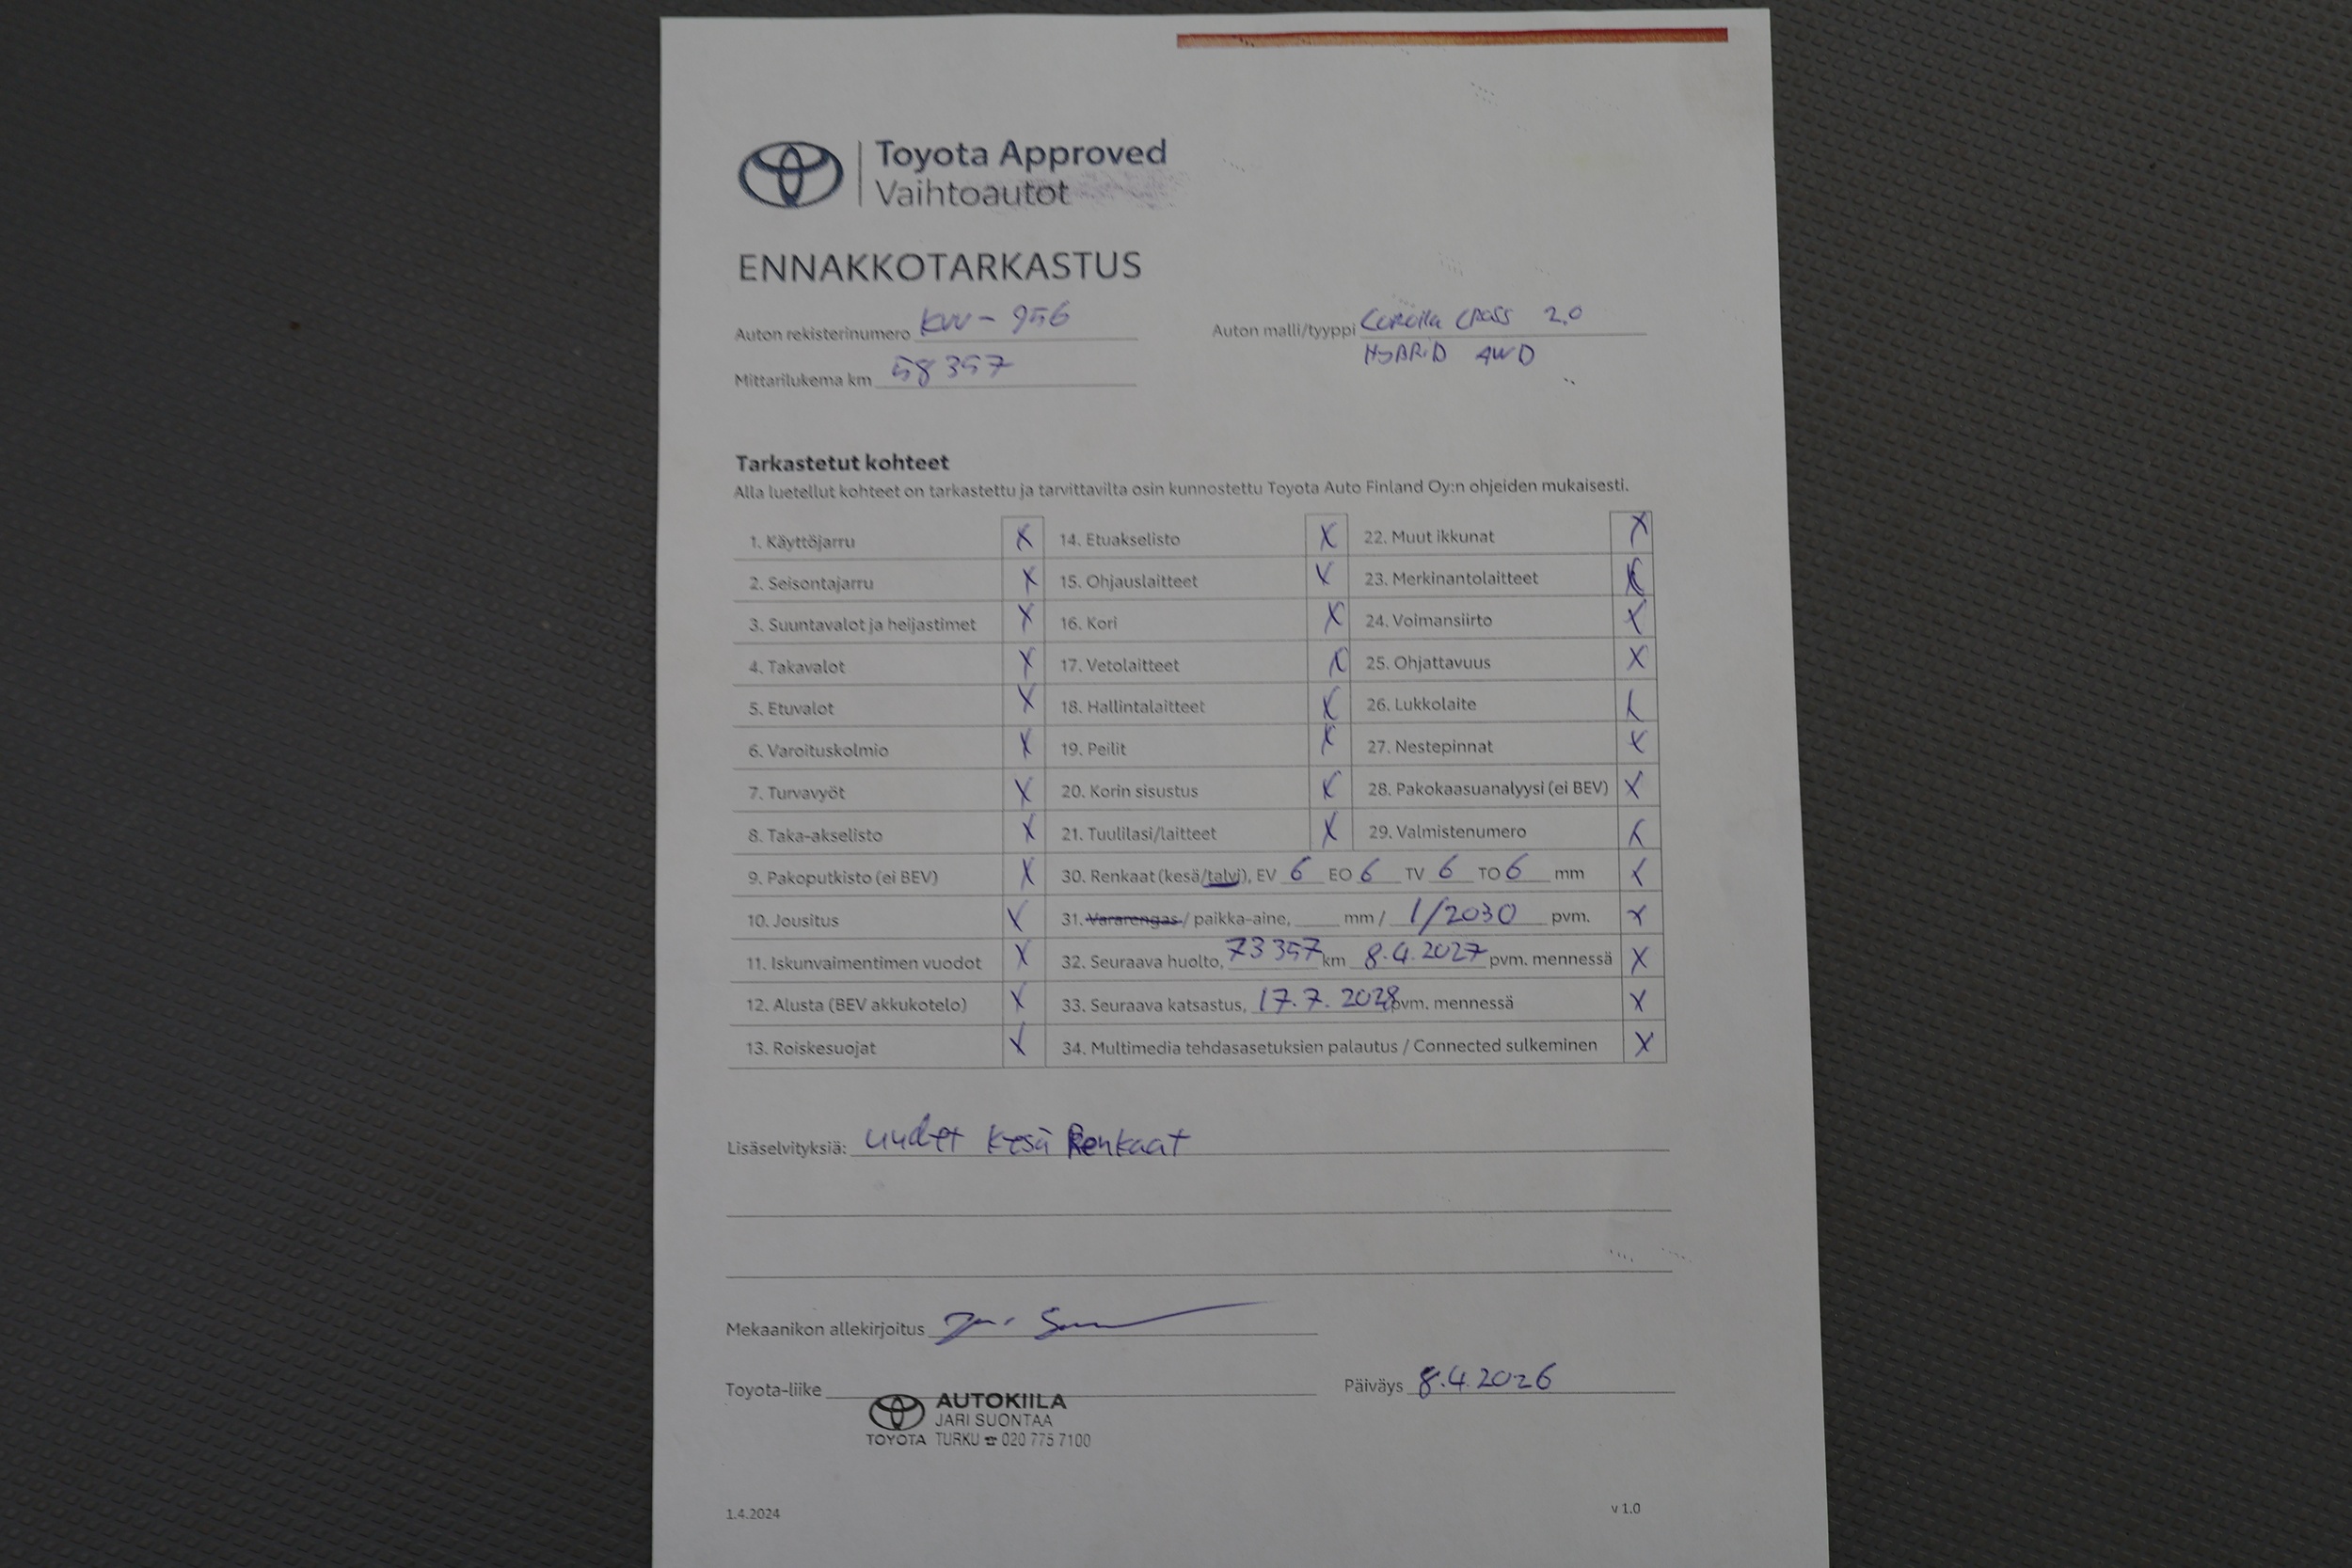 Toyota Approved
Vaihtoautot
ENNAKKOTARKASTUS
Auton rekisterinumero KVV - 956 Auton malli/tyyppi Corolla Cross 2.0
HYBRID AWD
Mittarilukema km 58 357
Tarkastetut kohteet
Alla luetellut kohteet on tarkastettu ja tarvittavilta osin kunnostettu Toyota Auto Finland Oy:n ohjeiden mukaisesti.
1. Käyttöjarru X 14. Etuakselisto X 22. Muut ikkunat X
2. Seisontajarru X 15. Ohjauslaitteet X 23. Merkinantolaitteet X
3. Suuntavalot ja heijastimet X 16. Kori X 24. Voimansiirto X
4. Takavalot X 17. Vetolaitteet X 25. Ohjattavuus X
5. Etuvalot X 18. Hallintalaitteet X 26. Lukkolaite X
6. Varoituskolmio X 19. Peilit X 27. Nestepinnat X
7. Turvavyöt X 20. Korin sisustus X 28. Pakokaasuanalyysi (ei BEV) X
8. Taka-akselisto X 21. Tuulilasi/laitteet X 29. Valmistenumero X
9. Pakoputkisto (ei BEV) X 30. Renkaat (kesä/talvi), EV 6 EO 6 TV 6 TO 6 mm X
10. Jousitus X 31. Vararengas / paikka-aine, mm / 1/2030 pvm. X
11. Iskunvaimentimen vuodot X 32. Seuraava huolto, 73 357 km 8.4.2027 pvm. mennessä X
12. Alusta (BEV akkukotelo) X 33. Seuraava katsastus, 17.7.2028 pvm. mennessä X
13. Roiskesuojat X 34. Multimedia tehdasasetuksien palautus / Connected sulkeminen X
Lisäselvityksiä: uudet kesä Renkaat
Mekaanikon allekirjoitus
Toyota-liike Päiväys 8.4.2026
AUTOKIILA
JARI SUONTAA
TOYOTA TURKU ☎ 020 775 7100
1.4.2024 v 1.0